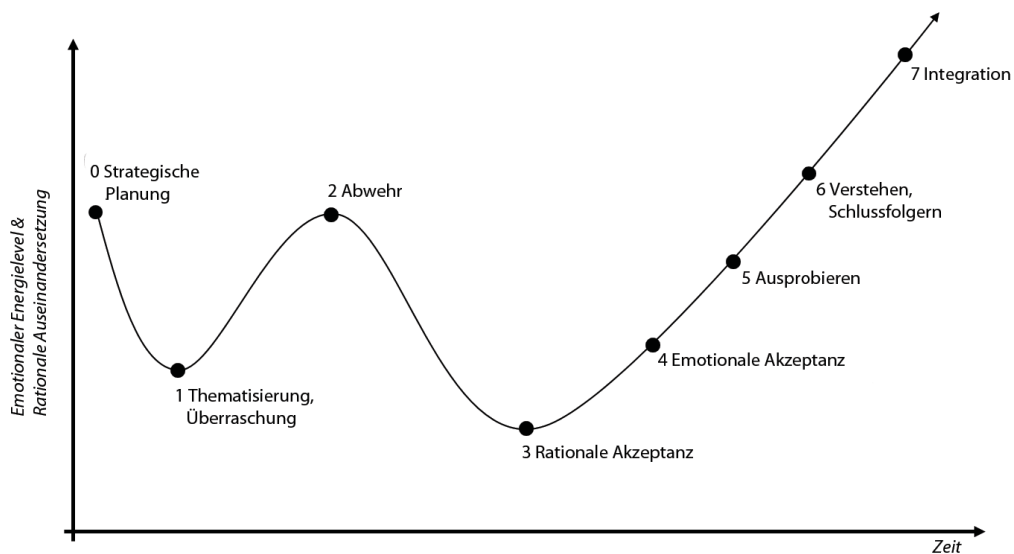 0 Strategische
Planung
1 Thematisierung,
Überraschung
2 Abwehr
3 Rationale Akzeptanz
4 Emotionale Akzeptanz
5 Ausprobieren
6 Verstehen,
Schlussfolgern
7 Integration
Emotionaler Energielevel &
Rationale Auseinandersetzung
Zeit